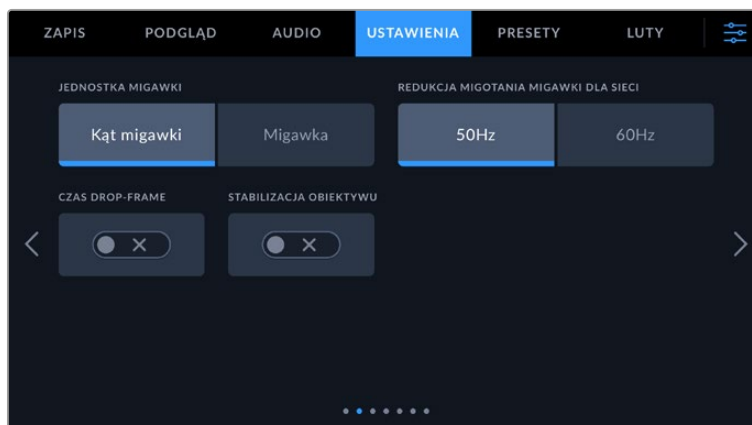 ZAPIS PODGLĄD AUDIO USTAWIENIA PRESETY LUTY
JEDNOSTKA MIGAWKI REDUKCJA MIGOTANIA MIGAWKI DLA SIECI
Kąt migawki Migawka 50Hz 60Hz
CZAS DROP-FRAME STABILIZACJA OBIEKTYWU